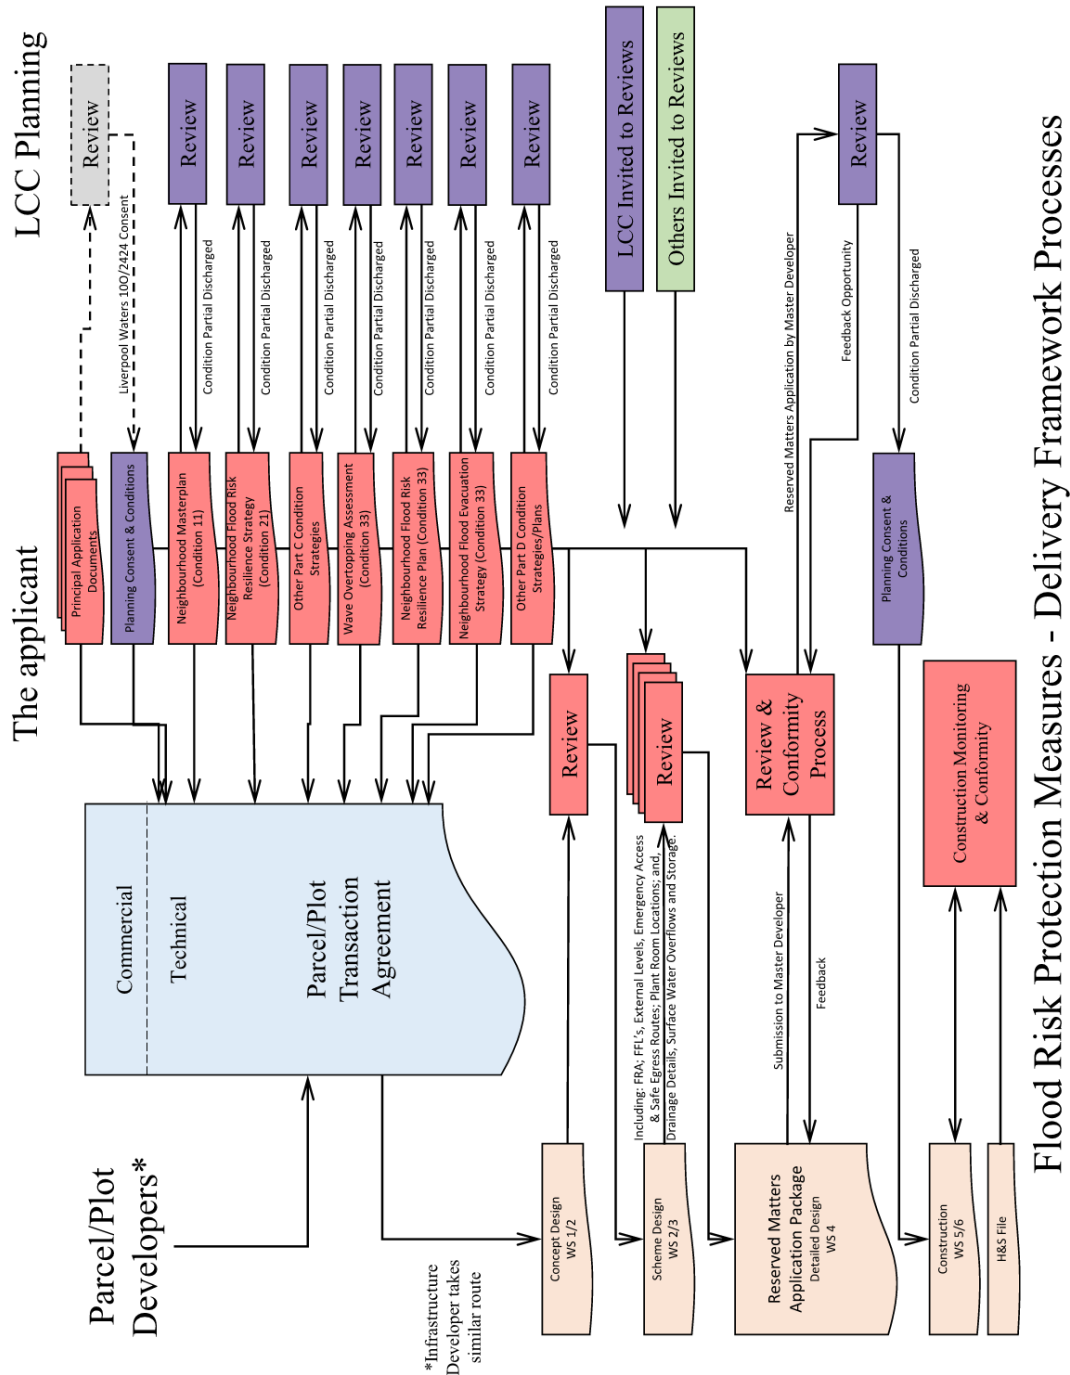 Parcel/Plot
Developers*
The applicant
LCC Planning
Commercial
Technical
Parcel/Plot
Transaction
Agreement
Principal Application
Documents
Review
Liverpool Waters 10O/2424 Consent
Planning Consent & Conditions
Neighbourhood Masterplan
(Condition 11)
Condition Partial Discharged
Review
Neighbourhood Flood Risk
Resilience Strategy
(Condition 21)
Condition Partial Discharged
Review
Other Part C Condition
Strategies
Condition Partial Discharged
Review
Wave Overtopping Assessment
(Condition 33)
Condition Partial Discharged
Review
Neighbourhood Flood Risk
Resilience Plan (Condition 33)
Condition Partial Discharged
Review
Neighbourhood Flood Evacuation
Strategy (Condition 33)
Condition Partial Discharged
Review
Other Part D Condition
Strategies/Plans
Condition Partial Discharged
Review
*Infrastructure
Developer takes
similar route
Concept Design
WS 1/2
Review
LCC Invited to Reviews
Others Invited to Reviews
Scheme Design
WS 2/3
Including: FRA; FFL's, External Levels, Emergency Access
& Safe Egress Routes; Plant Room Locations; and,
Drainage Details, Surface Water Overflows and Storage.
Review
Reserved Matters
Application Package
Detailed Design
WS 4
Submission to Master Developer
Feedback
Review &
Conformity
Process
Reserved Matters Application by Master Developer
Feedback Opportunity
Review
Condition Partial Discharged
Planning Consent &
Conditions
Construction
WS 5/6
H&S File
Construction Monitoring
& Conformity
Flood Risk Protection Measures - Delivery Framework Processes